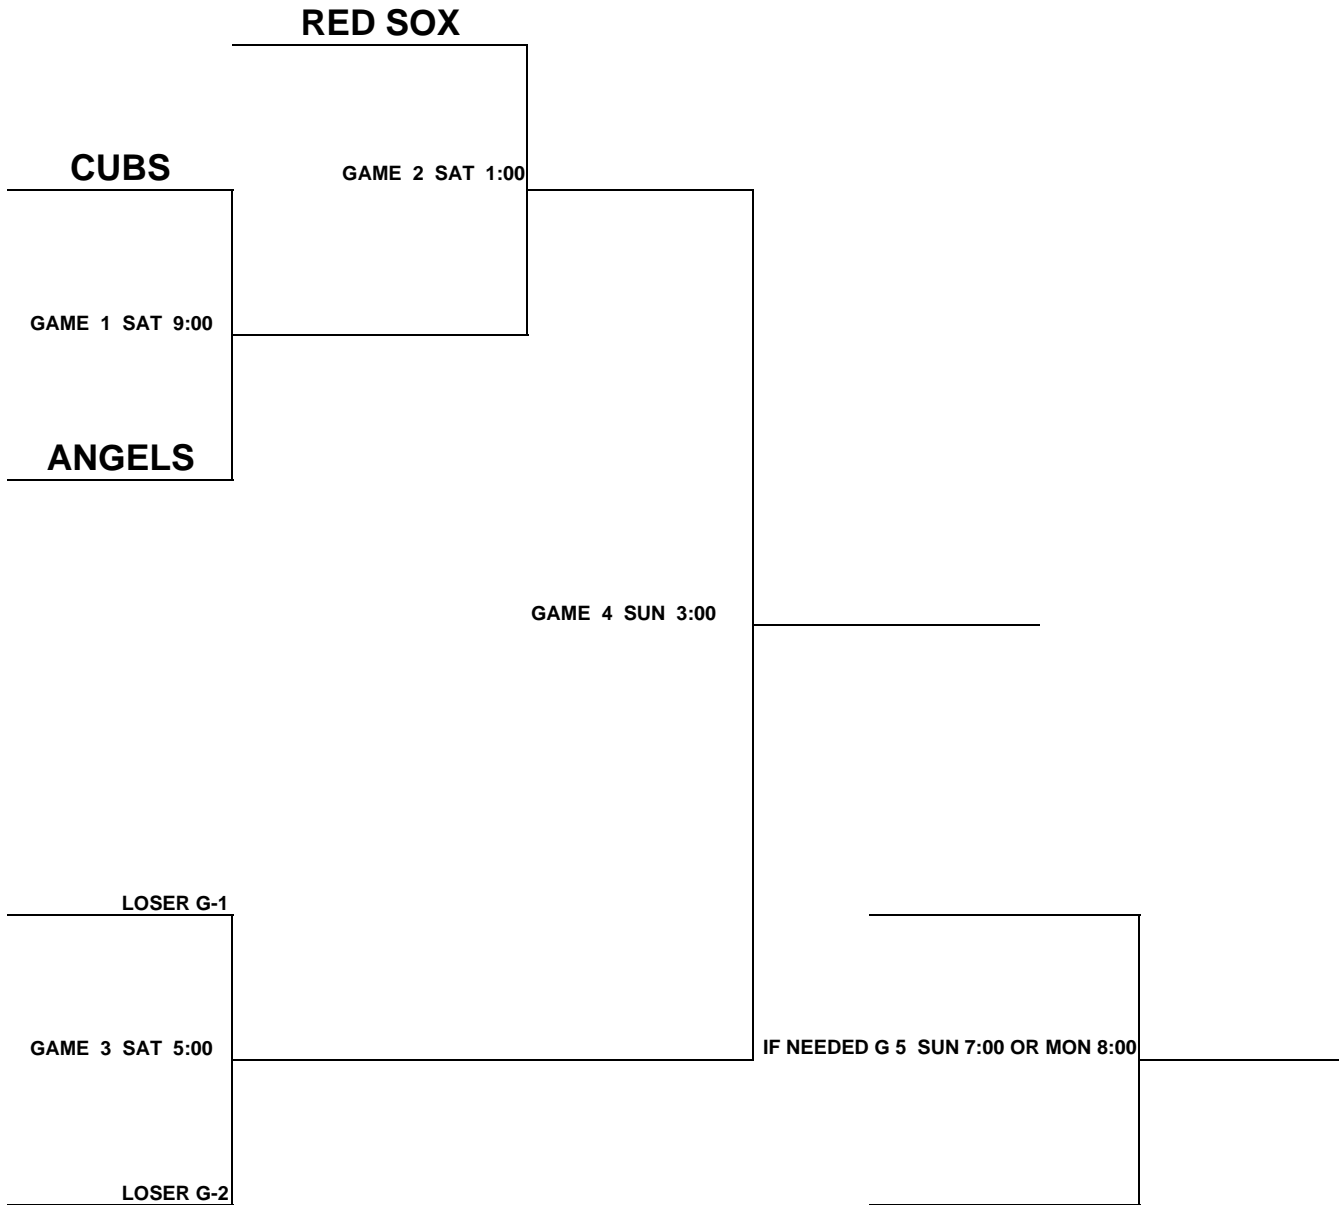 RED SOX
CUBS
GAME 2 SAT 1:00
GAME 1 SAT 9:00
ANGELS
GAME 4 SUN 3:00
LOSER G-1
GAME 3 SAT 5:00
IF NEEDED G 5 SUN 7:00 OR MON 8:00
LOSER G-2